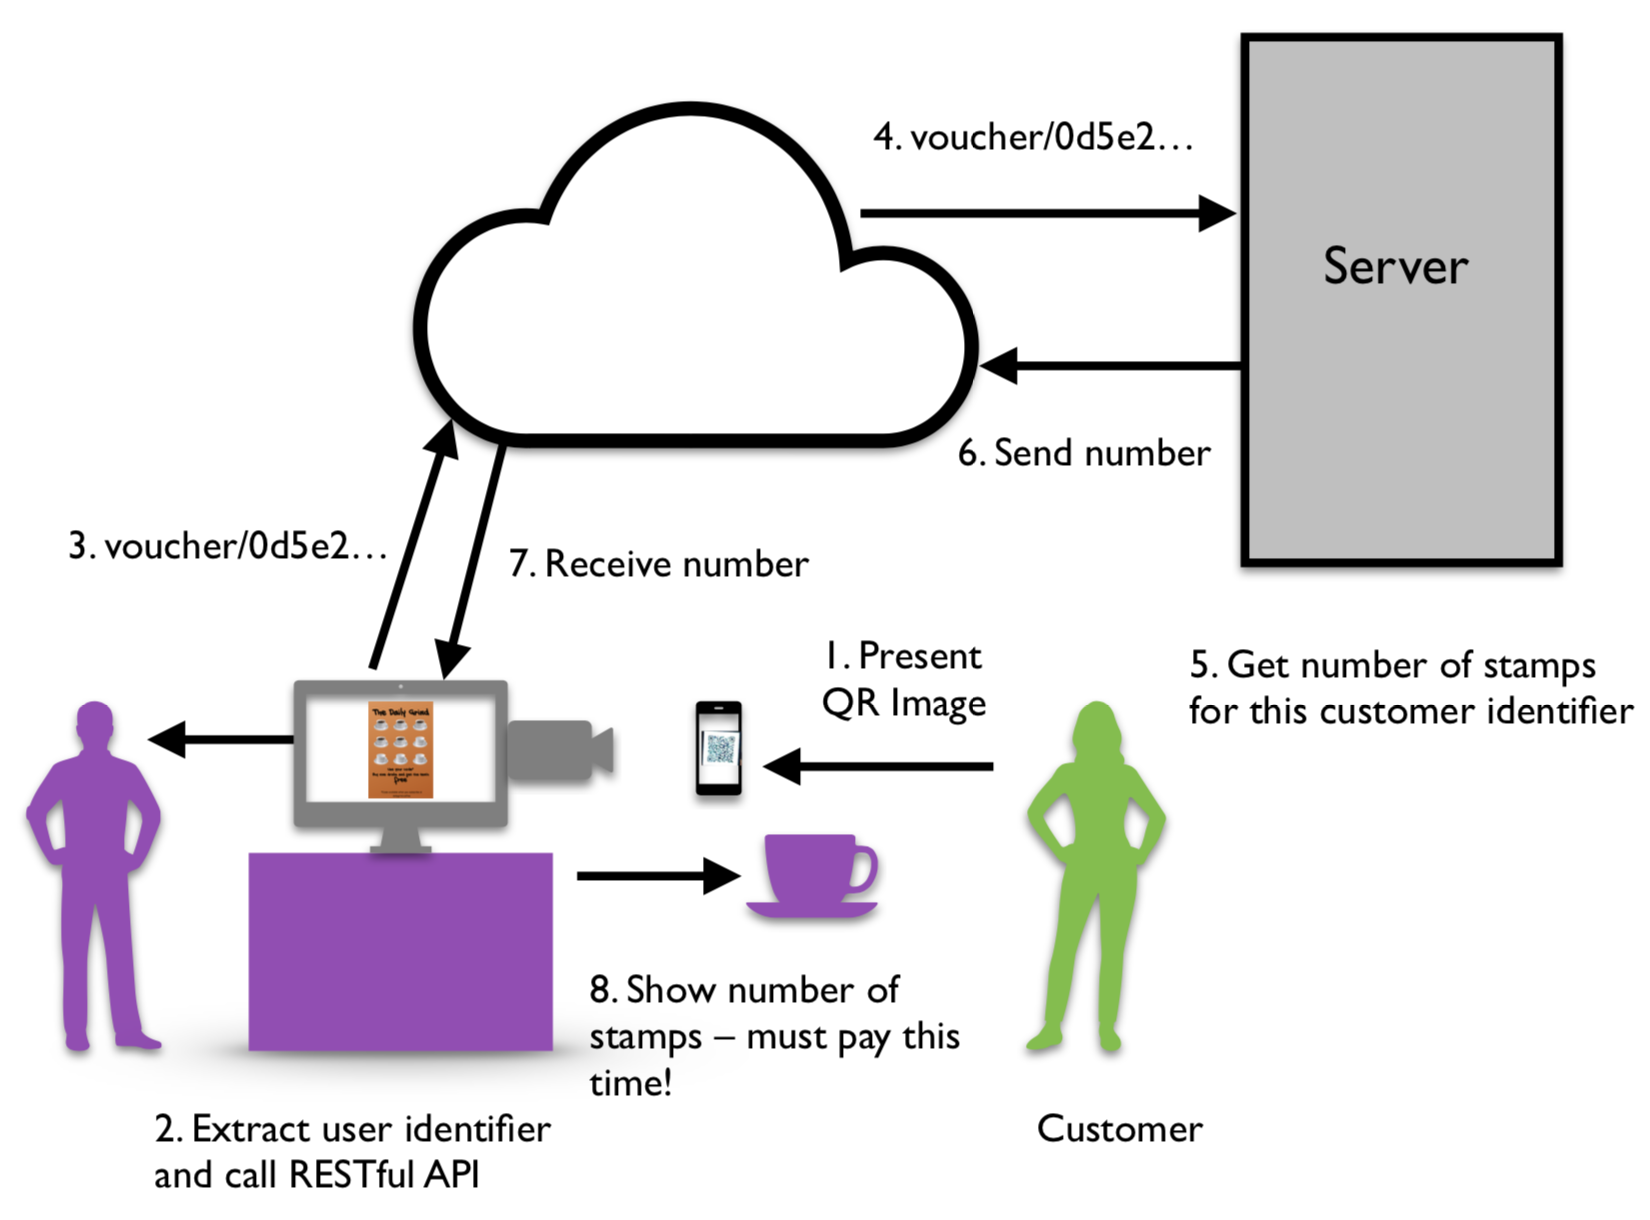 4. voucher/0d5e2…
Server
6. Send number
3. voucher/0d5e2…
7. Receive number
1. Present
QR Image
5. Get number of stamps
for this customer identifier
The Daily Grind
free
8. Show number of
stamps – must pay this
time!
2. Extract user identifier
and call RESTful API
Customer